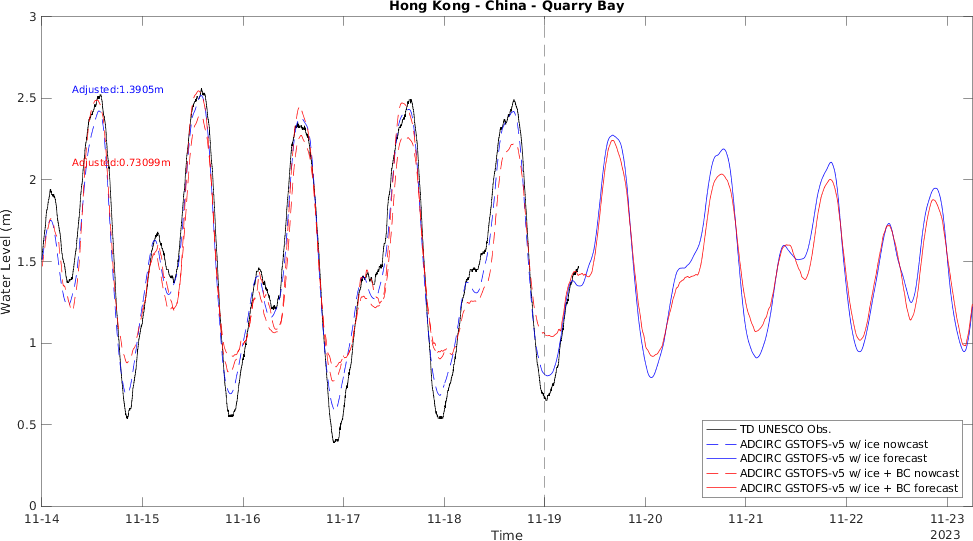 Hong Kong - China - Quarry Bay
3
2.5
2
1.5
1
0.5
0
Water Level (m)
Adjusted:1.3905m
Adjusted:0.73099m
TD UNESCO Obs.
ADCIRC GSTOFS-v5 w/ ice nowcast
ADCIRC GSTOFS-v5 w/ ice forecast
ADCIRC GSTOFS-v5 w/ ice + BC nowcast
ADCIRC GSTOFS-v5 w/ ice + BC forecast
11-14 11-15 11-16 11-17 11-18 11-19 11-20 11-21 11-22 11-23
Time
2023